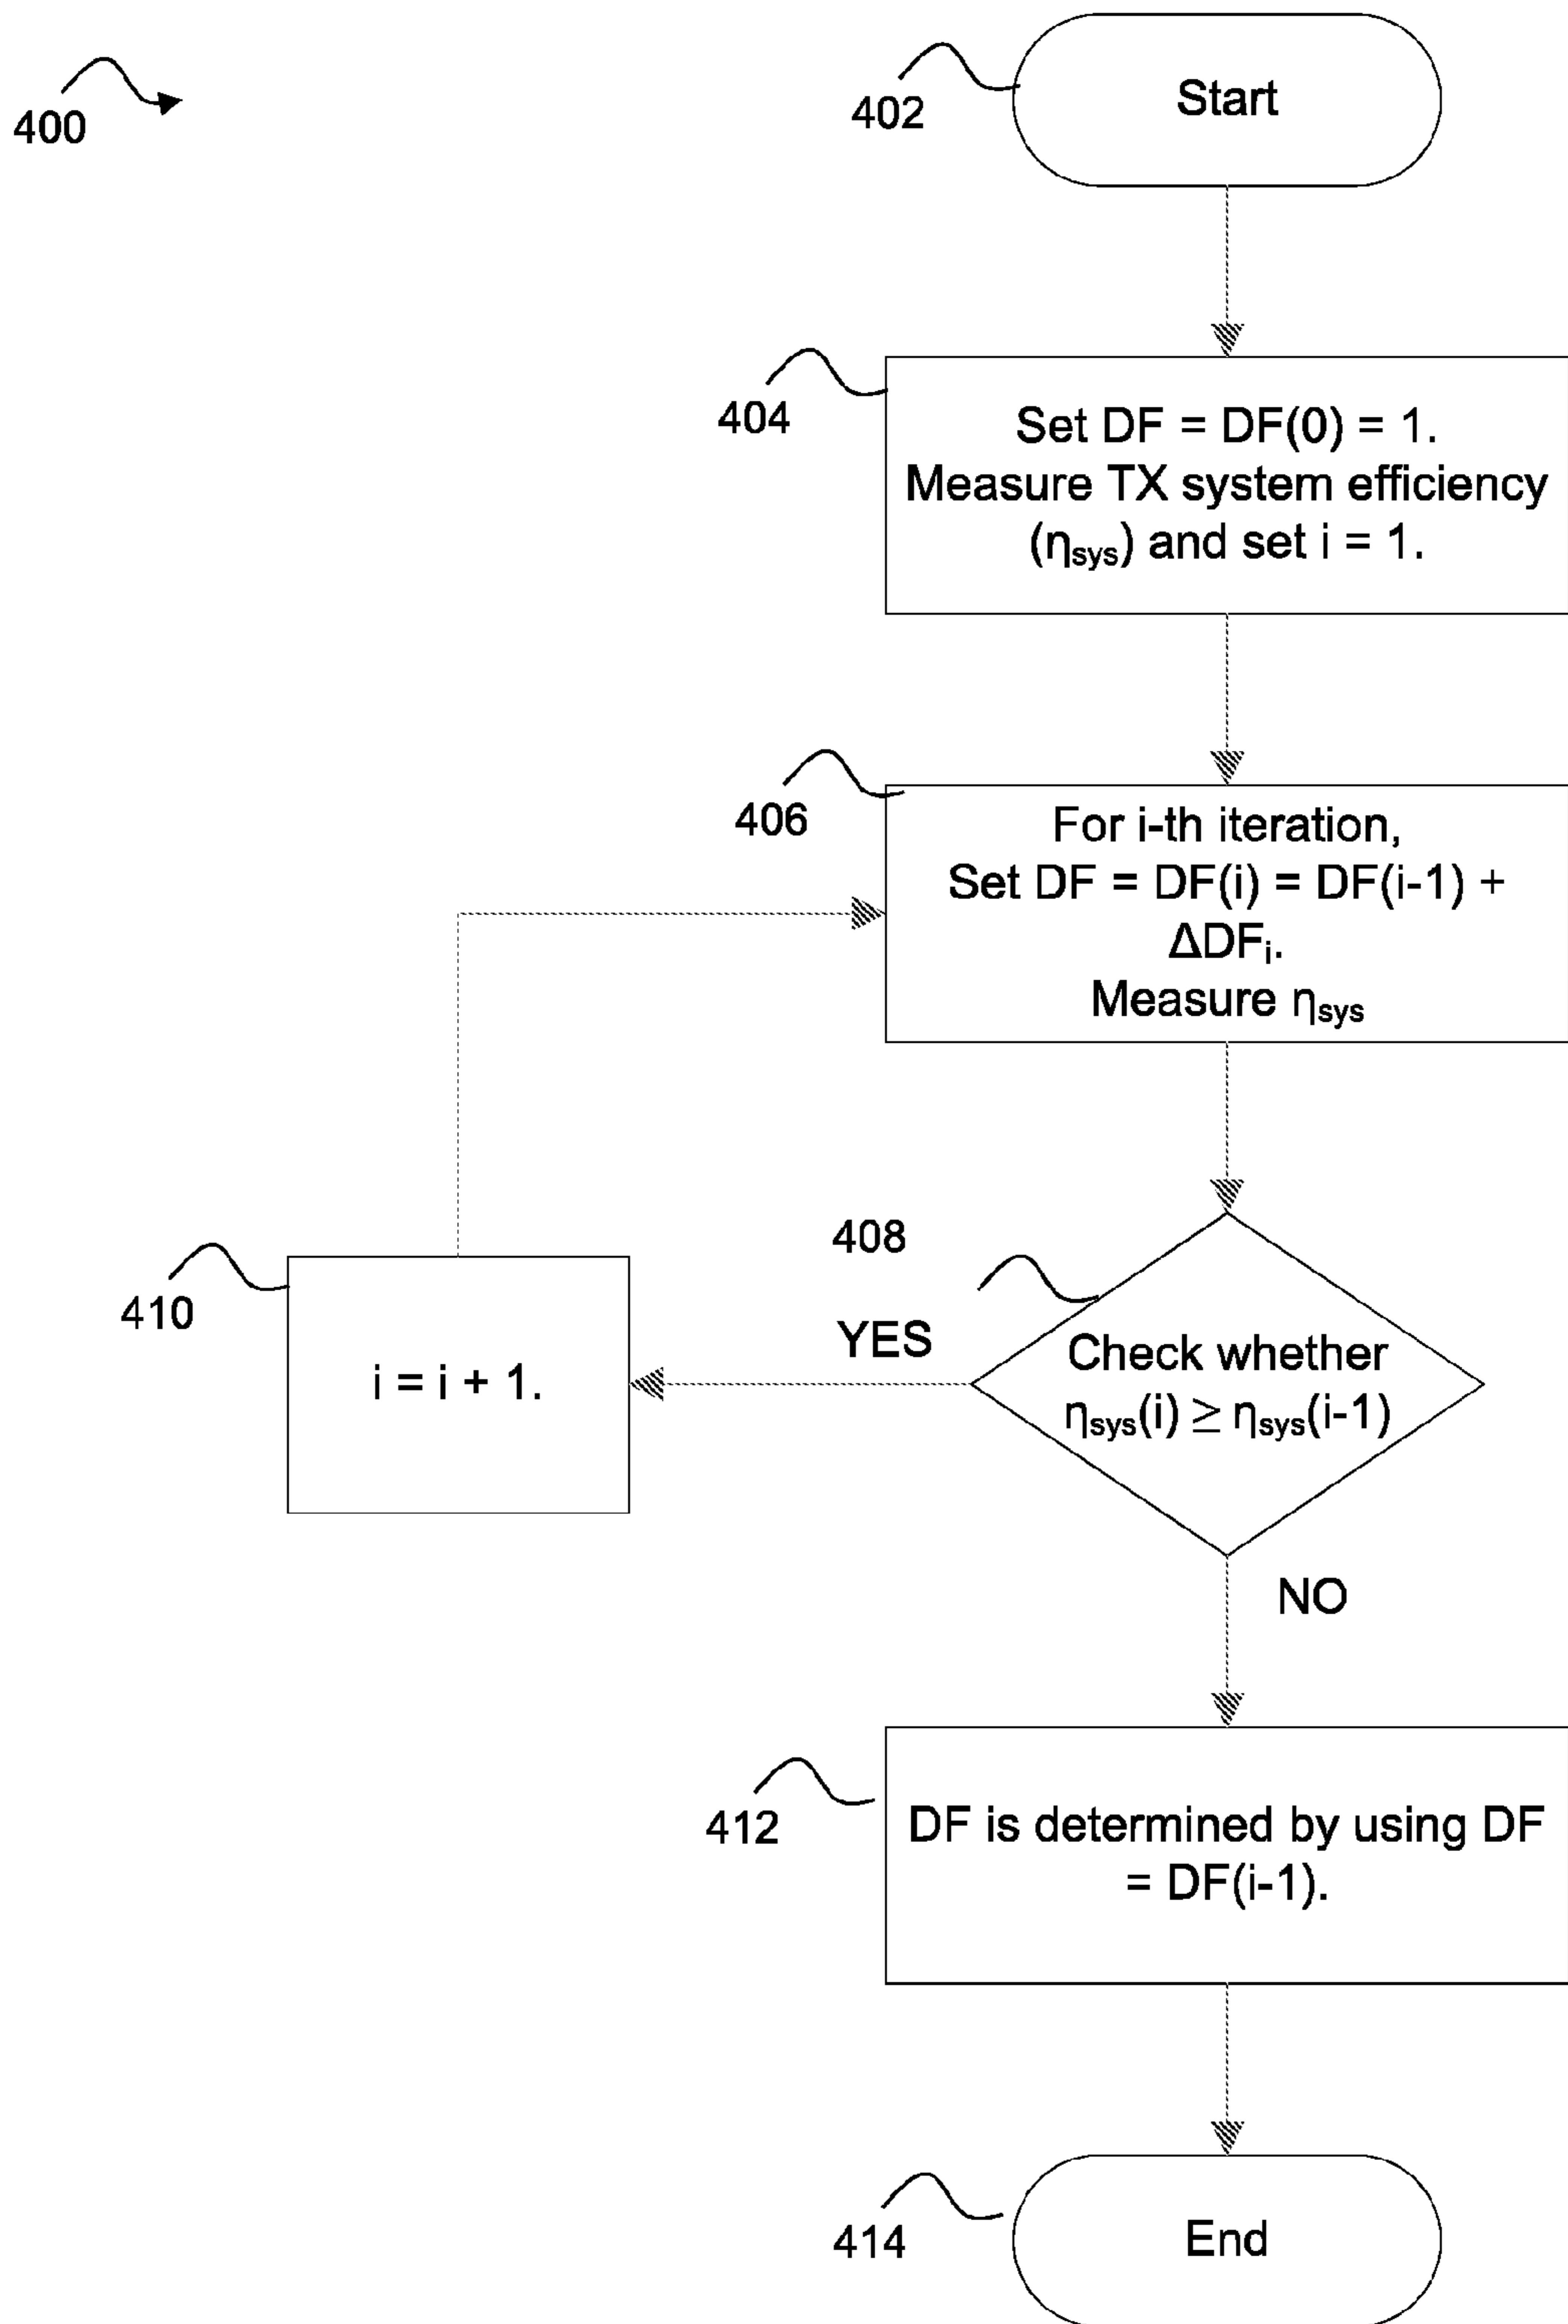 400
402
Start
404
Set DF = DF(0) = 1.
Measure TX system efficiency
(ηsys) and set i = 1.
406
For i-th iteration,
Set DF = DF(i) = DF(i-1) +
ΔDFi.
Measure ηsys
408
Check whether
ηsys(i) ≥ ηsys(i-1)
YES
410
i = i + 1.
NO
412
DF is determined by using DF
= DF(i-1).
414
End